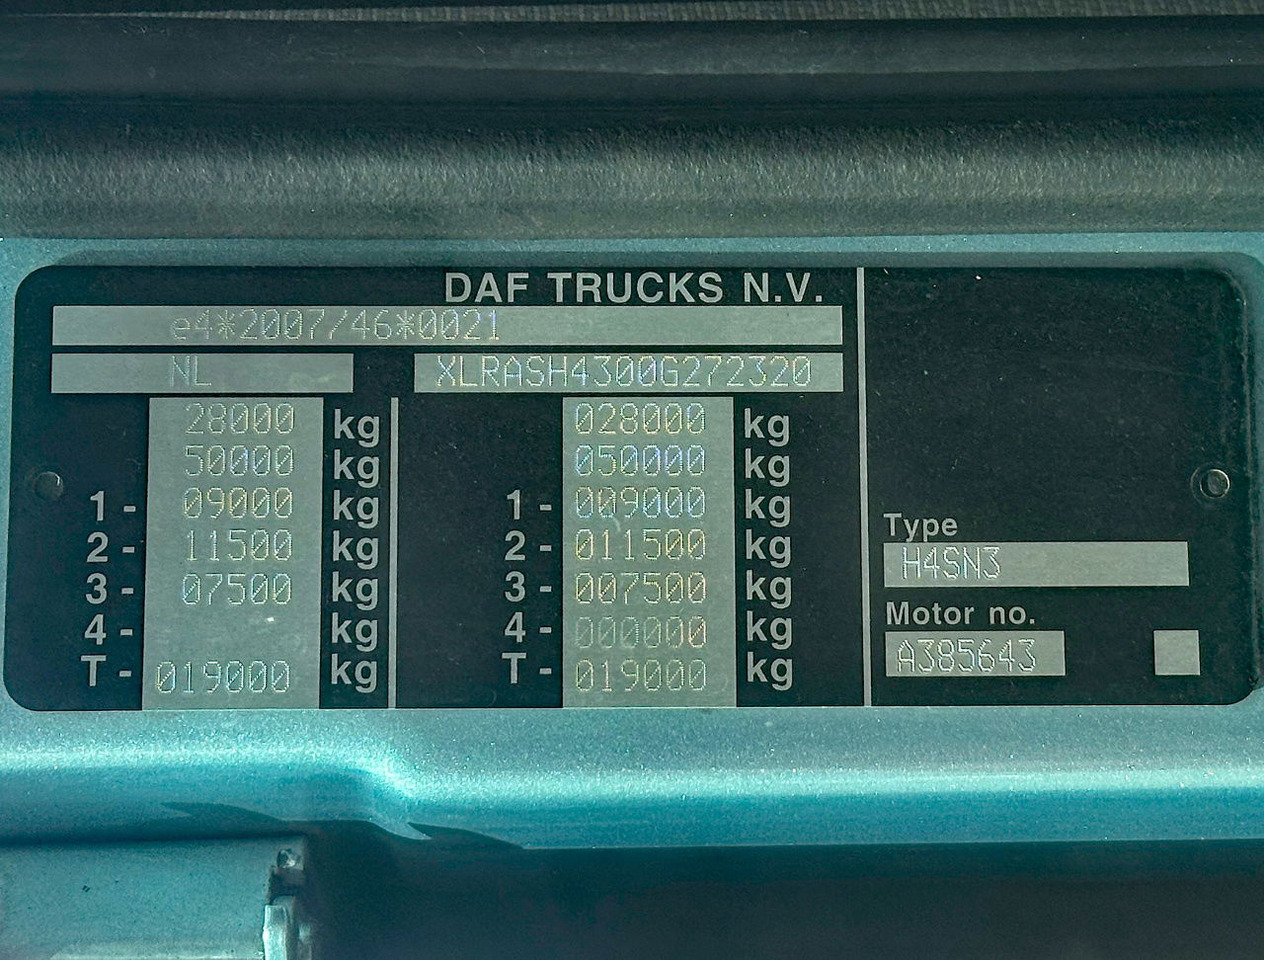 DAF TRUCKS N.V.
e4*2007/46*0021
NL XLRASH4300G272320
28000 kg 028000 kg
50000 kg 050000 kg
1 - 09000 kg 1 - 009000 kg
2 - 11500 kg 2 - 011500 kg
3 - 07500 kg 3 - 007500 kg
4 - kg 4 - 000000 kg
T - 019000 kg T - 019000 kg
Type
H4SN3
Motor no.
A385643